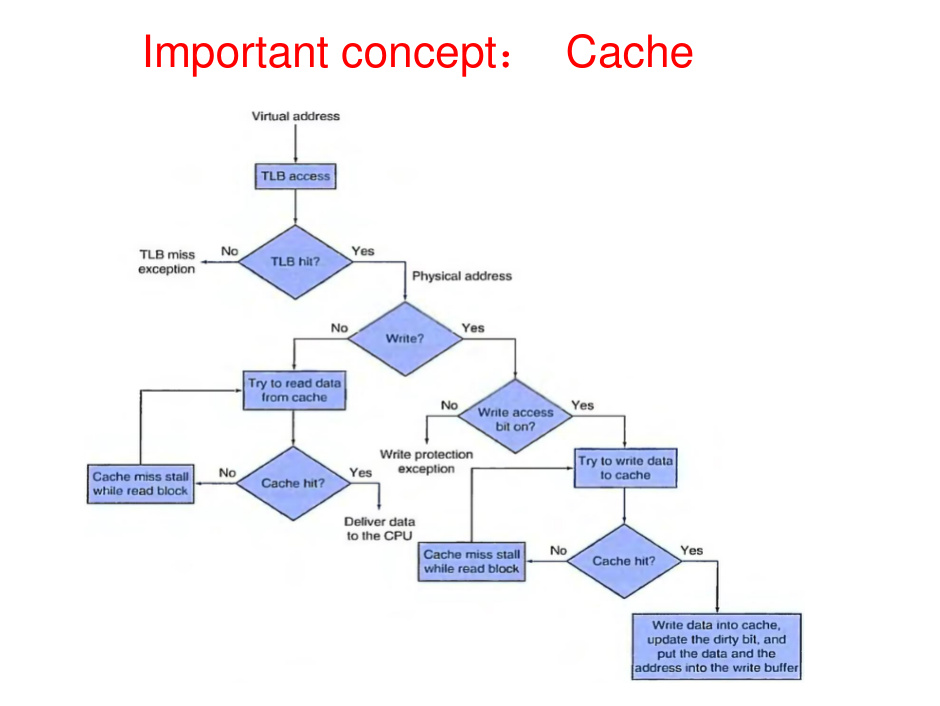 Important concept： Cache
Virtual address
TLB access
TLB hit?
No
Yes
TLB miss
exception
Physical address
Write?
No
Yes
Try to read data
from cache
Write access
bit on?
No
Yes
Write protection
exception
Try to write data
to cache
Cache hit?
No
Yes
Cache miss stall
while read block
Deliver data
to the CPU
Cache hit?
No
Yes
Cache miss stall
while read block
Write data into cache,
update the dirty bit, and
put the data and the
address into the write buffer